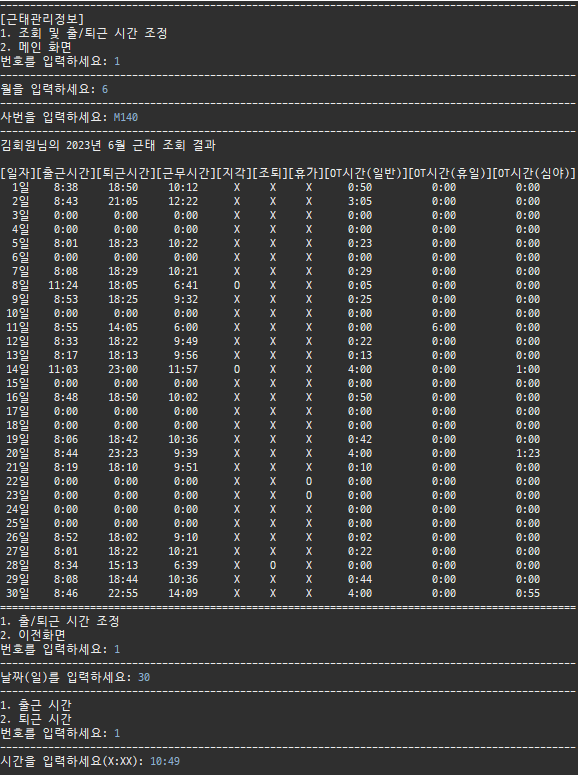 [근태관리정보]
1. 조회 및 출/퇴근 시간 조정
2. 메인 화면
번호를 입력하세요: 1
월을 입력하세요: 6
사번을 입력하세요: M140
김회원님의 2023년 6월 근태 조회 결과
[일자][출근시간][퇴근시간][근무시간][지각][조퇴][휴가][OT시간(일반)][OT시간(휴일)][OT시간(심야)]
1일 8:38 18:50 10:12 X X X 0:50 0:00 0:00
2일 8:43 21:05 12:22 X X X 3:05 0:00 0:00
3일 0:00 0:00 0:00 X X X 0:00 0:00 0:00
4일 0:00 0:00 0:00 X X X 0:00 0:00 0:00
5일 8:01 18:23 10:22 X X X 0:23 0:00 0:00
6일 0:00 0:00 0:00 X X X 0:00 0:00 0:00
7일 8:08 18:29 10:21 X X X 0:29 0:00 0:00
8일 11:24 18:05 6:41 O X X 0:05 0:00 0:00
9일 8:53 18:25 9:32 X X X 0:25 0:00 0:00
10일 0:00 0:00 0:00 X X X 0:00 0:00 0:00
11일 8:55 14:05 6:00 X X X 0:00 6:00 0:00
12일 8:33 18:22 9:49 X X X 0:22 0:00 0:00
13일 8:17 18:13 9:56 X X X 0:13 0:00 0:00
14일 11:03 23:00 11:57 O X X 4:00 0:00 1:00
15일 0:00 0:00 0:00 X X X 0:00 0:00 0:00
16일 8:48 18:50 10:02 X X X 0:50 0:00 0:00
17일 0:00 0:00 0:00 X X X 0:00 0:00 0:00
18일 0:00 0:00 0:00 X X X 0:00 0:00 0:00
19일 8:06 18:42 10:36 X X X 0:42 0:00 0:00
20일 8:44 23:23 9:39 X X X 4:00 0:00 1:23
21일 8:19 18:10 9:51 X X X 0:10 0:00 0:00
22일 0:00 0:00 0:00 X X O 0:00 0:00 0:00
23일 0:00 0:00 0:00 X X O 0:00 0:00 0:00
24일 0:00 0:00 0:00 X X X 0:00 0:00 0:00
25일 0:00 0:00 0:00 X X X 0:00 0:00 0:00
26일 8:52 18:02 9:10 X X X 0:02 0:00 0:00
27일 8:01 18:22 10:21 X X X 0:22 0:00 0:00
28일 8:34 15:13 6:39 X O X 0:00 0:00 0:00
29일 8:08 18:44 10:36 X X X 0:44 0:00 0:00
30일 8:46 22:55 14:09 X X X 4:00 0:00 0:55
1. 출/퇴근 시간 조정
2. 이전화면
번호를 입력하세요: 1
날짜(일)를 입력하세요: 30
1. 출근 시간
2. 퇴근 시간
번호를 입력하세요: 1
시간을 입력하세요(X:XX): 10:49